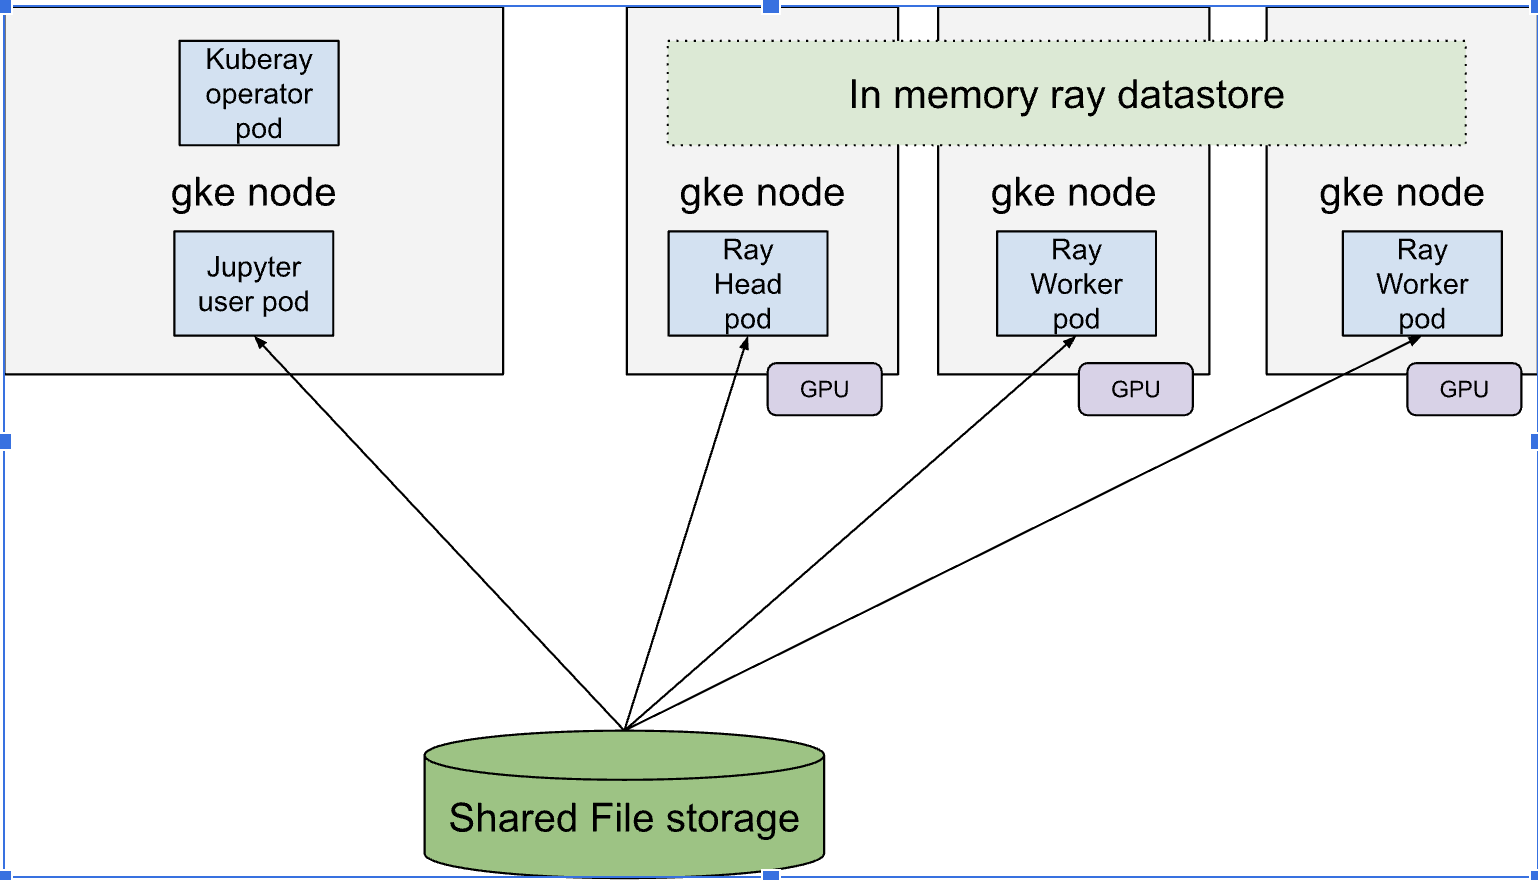 Kuberay
operator
pod
In memory ray datastore
gke node
gke node
gke node
gke node
Jupyter
user pod
Ray
Head
pod
Ray
Worker
pod
Ray
Worker
pod
GPU
GPU
GPU
Shared File storage